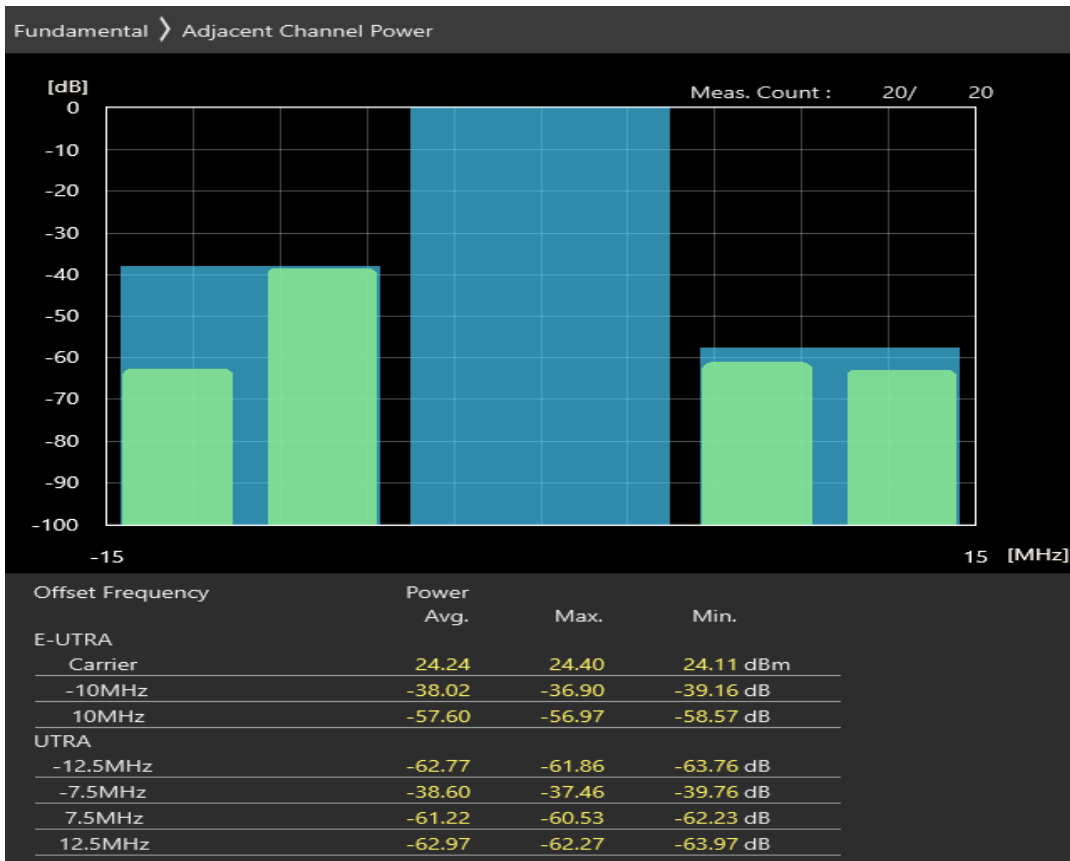 Fundamental 〉 Adjacent Channel Power
[dB]
Meas. Count : 20/ 20
0
-10
-20
-30
-40
-50
-60
-70
-80
-90
-100
-15 15 [MHz]
Offset Frequency Power
Avg. Max. Min.
E-UTRA
Carrier 24.24 24.40 24.11 dBm
-10MHz -38.02 -36.90 -39.16 dB
10MHz -57.60 -56.97 -58.57 dB
UTRA
-12.5MHz -62.77 -61.86 -63.76 dB
-7.5MHz -38.60 -37.46 -39.76 dB
7.5MHz -61.22 -60.53 -62.23 dB
12.5MHz -62.97 -62.27 -63.97 dB